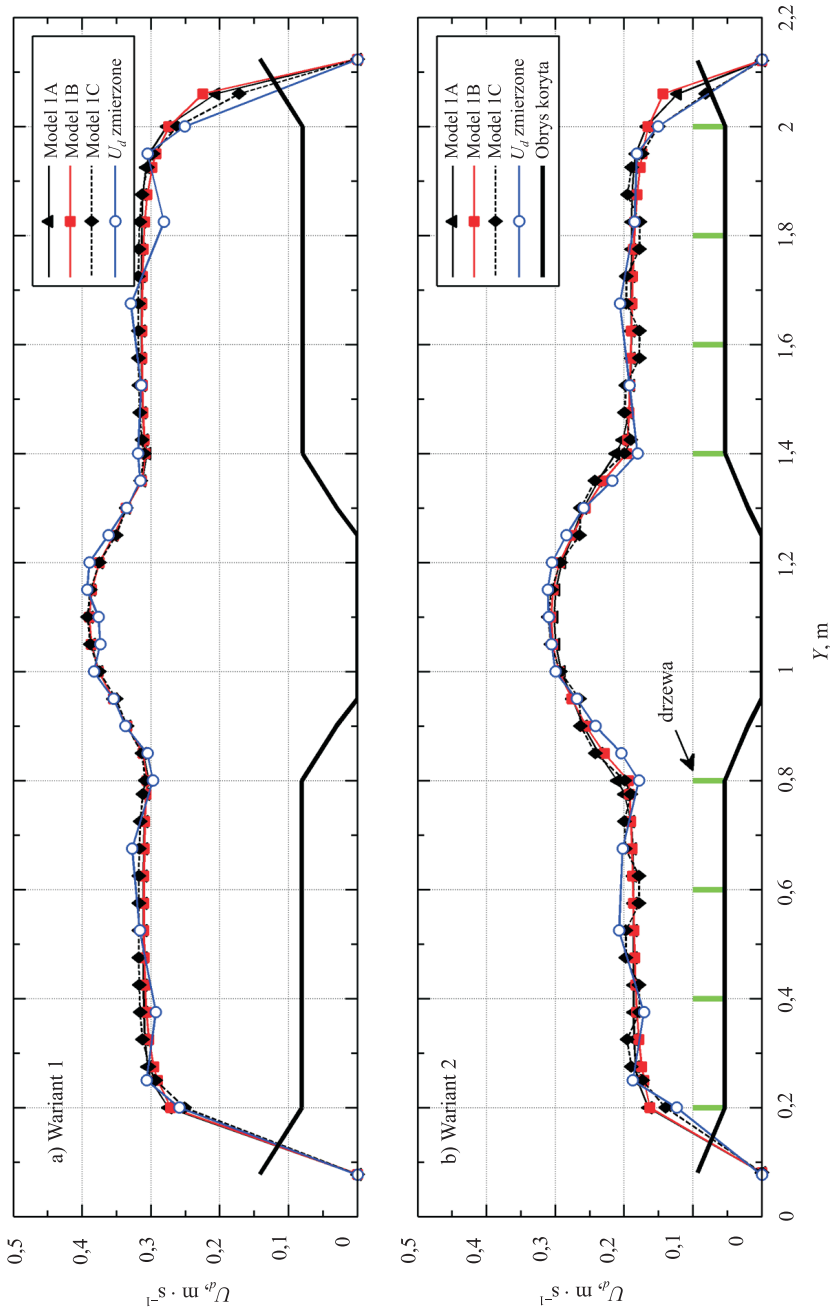 a) Wariant 1
Model 1A
Model 1B
Model 1C
U_d zmierzone
0,5
0,4
0,3
0,2
0,1
0
U_d, m · s⁻¹
b) Wariant 2
Model 1A
Model 1B
Model 1C
U_d zmierzone
Obrys koryta
drzewa
0,5
0,4
0,3
0,2
0,1
0
U_d, m · s⁻¹
0 0,2 0,4 0,6 0,8 1 1,2 1,4 1,6 1,8 2 2,2
Y, m